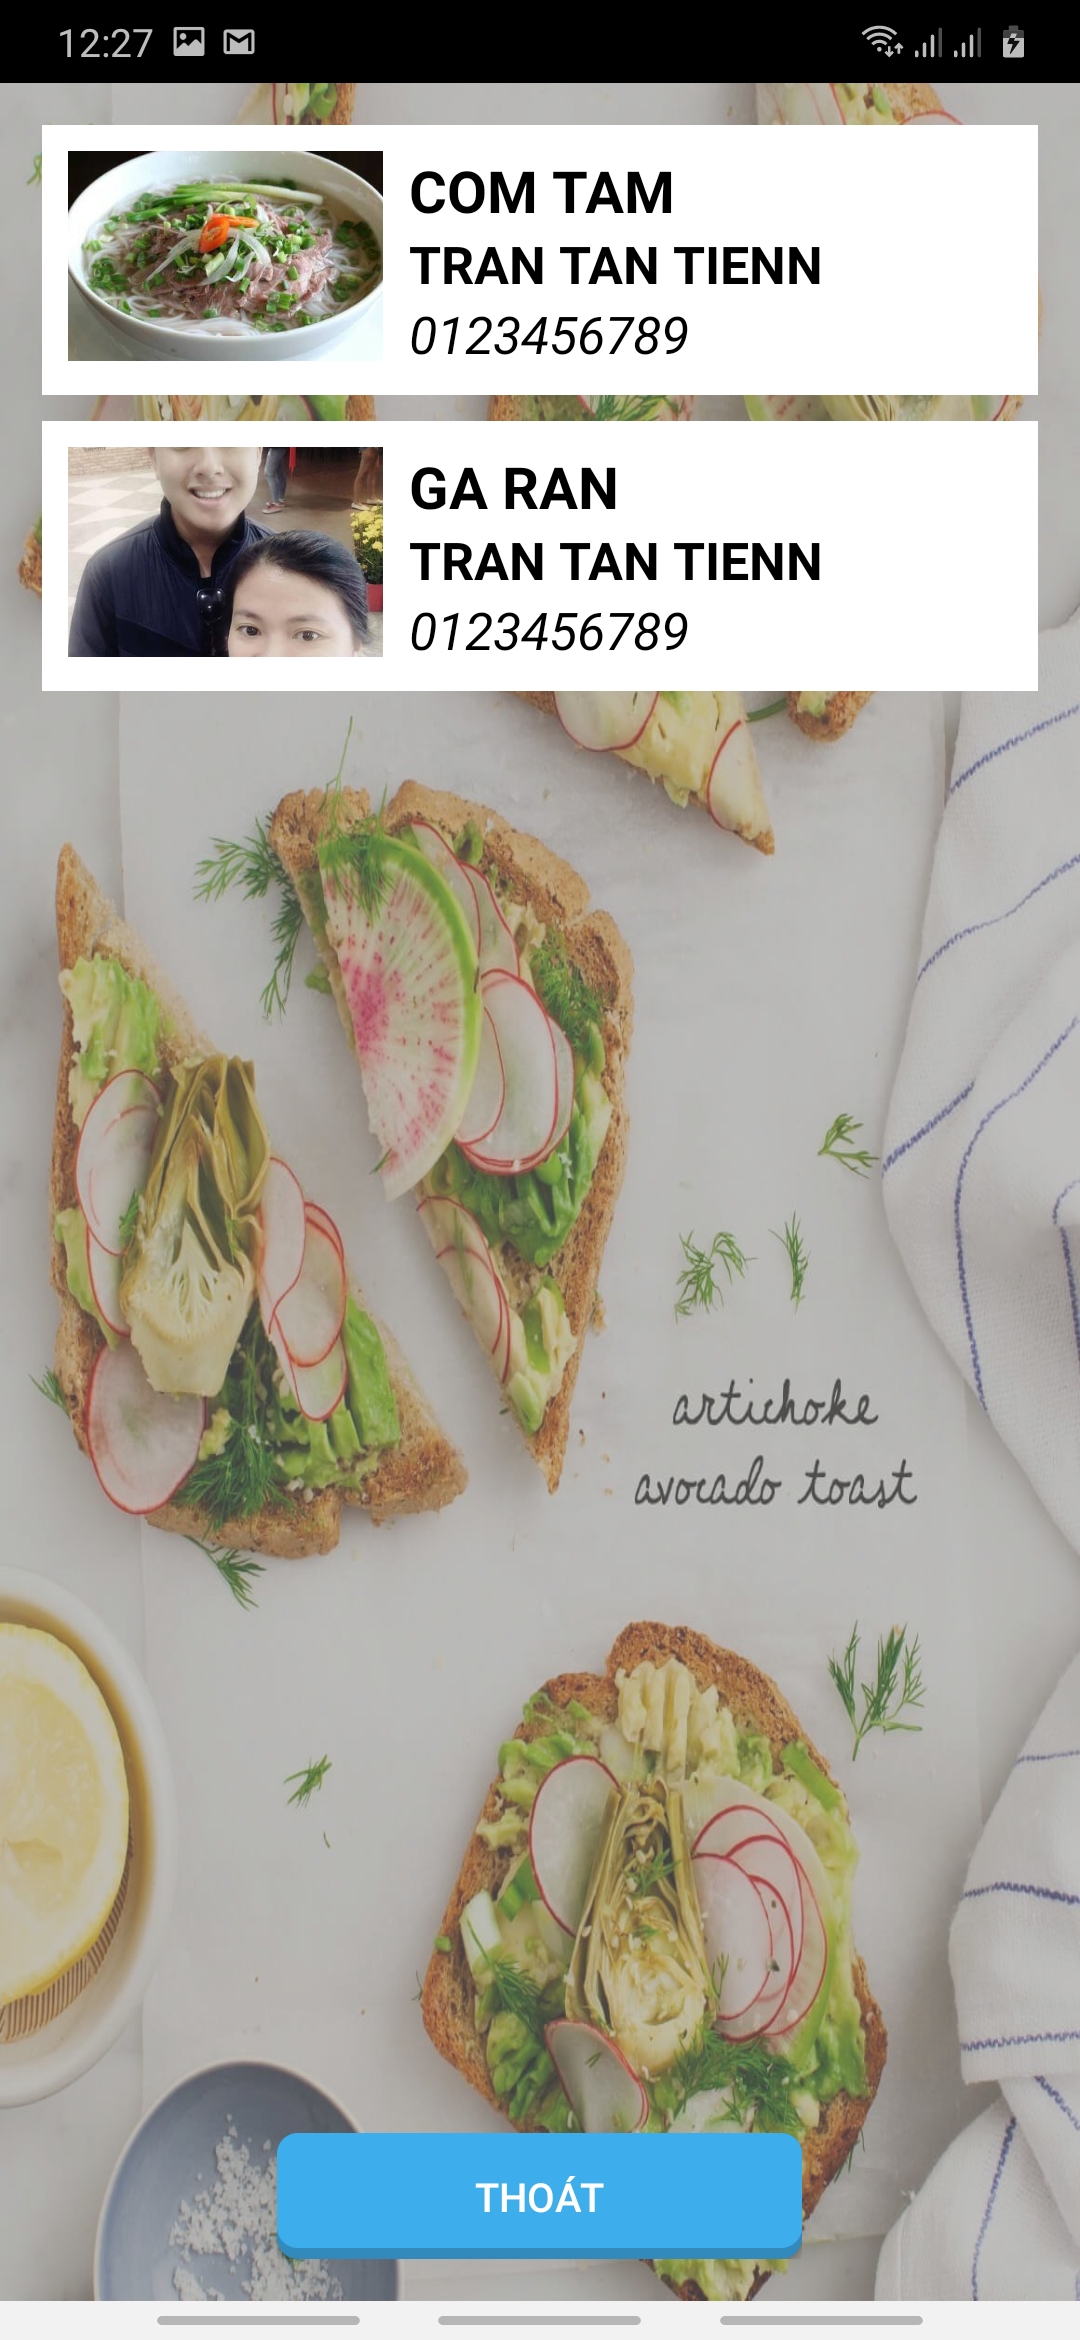 12:27
COM TAM
TRAN TAN TIENN
0123456789
GA RAN
TRAN TAN TIENN
0123456789
artichoke
avocado toast
THOÁT